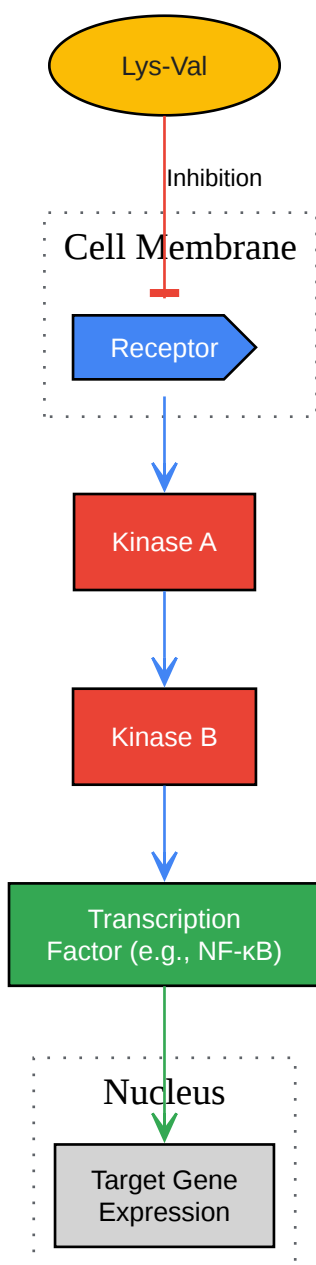 Lys-Val
Inhibition
Cell Membrane
Receptor
Kinase A
Kinase B
Transcription
Factor (e.g., NF-κB)
Nucleus
Target Gene
Expression